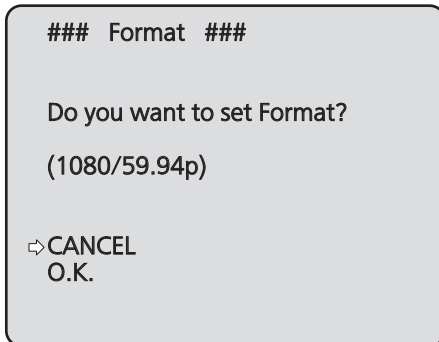 ### Format ###
Do you want to set Format?
(1080/59.94p)
⇨CANCEL
O.K.